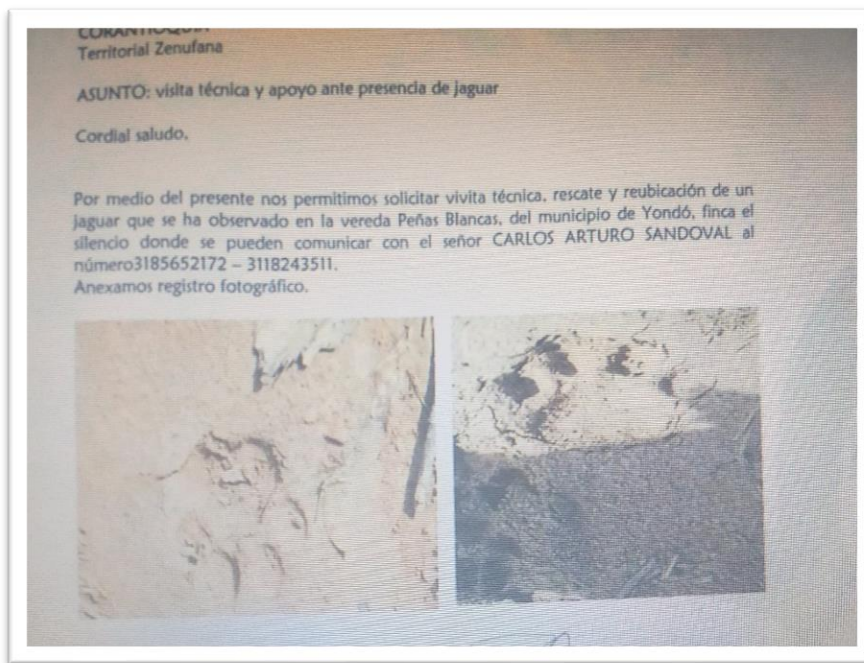 CORANTIOQUIA
Territorial Zenufana
ASUNTO: visita técnica y apoyo ante presencia de jaguar
Cordial saludo,
Por medio del presente nos permitimos solicitar vivita técnica, rescate y reubicación de un
jaguar que se ha observado en la vereda Peñas Blancas, del municipio de Yondó, finca el
silencio donde se pueden comunicar con el señor CARLOS ARTURO SANDOVAL al
número3185652172 – 3118243511.
Anexamos registro fotográfico.